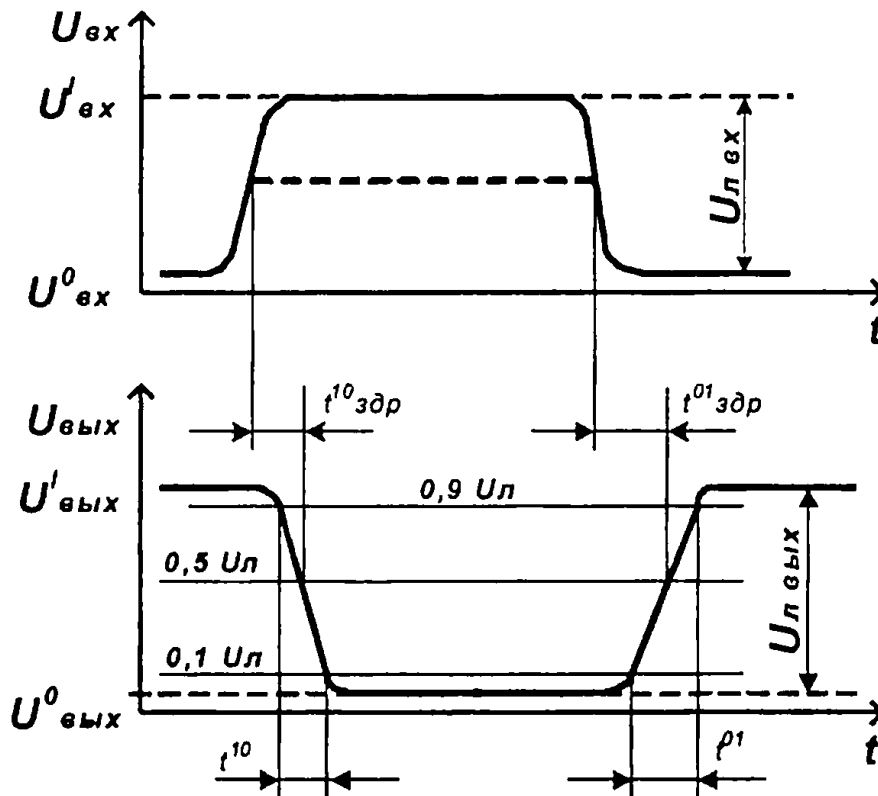 Uвх
U¹вх
Uл вх
U⁰вх
t
t¹⁰здр
t⁰¹здр
Uвых
U¹вых
0,9 Uл
0,5 Uл
Uл вых
0,1 Uл
U⁰вых
t
t¹⁰
t⁰¹